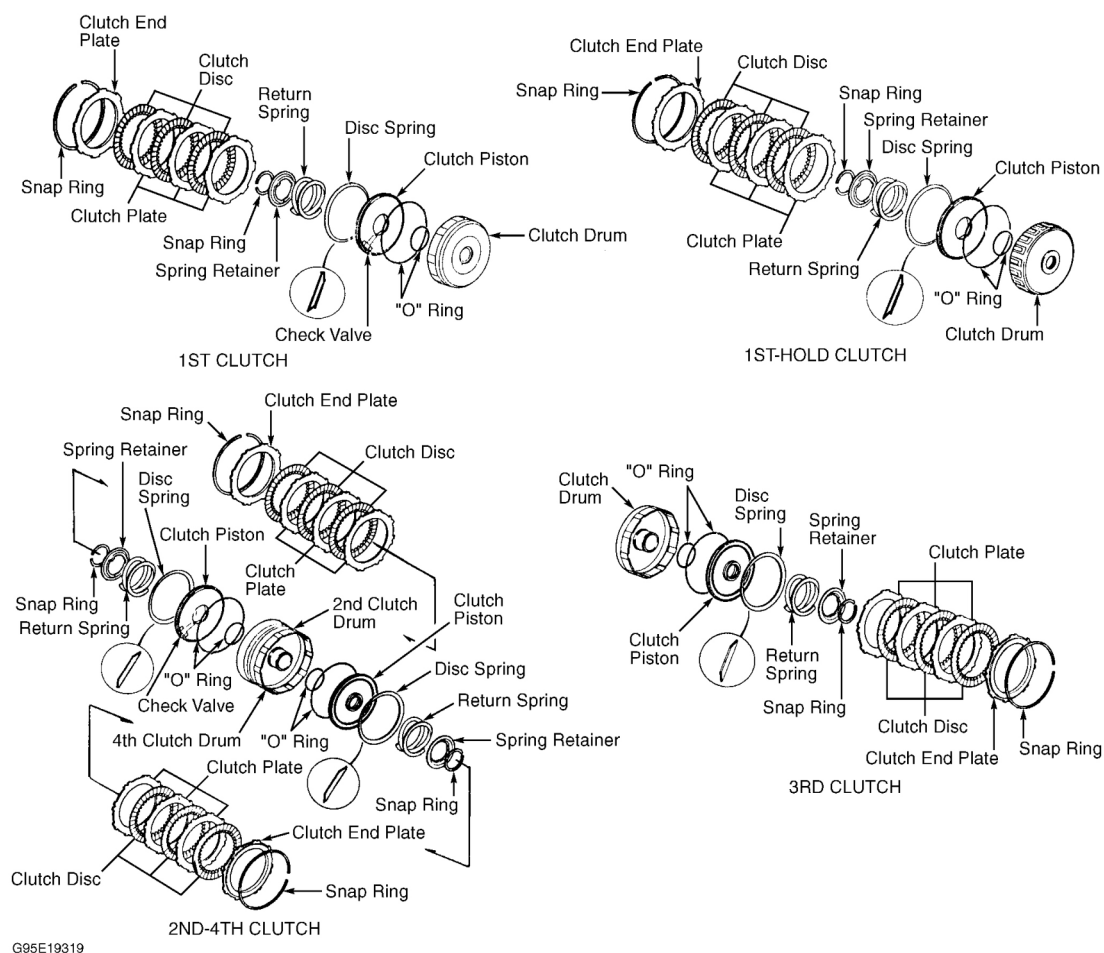 Clutch End
Plate
Clutch
Disc
Return
Spring
Disc Spring
Clutch Piston
Snap Ring
Clutch Plate
Snap Ring
Spring Retainer
Clutch Drum
"O" Ring
Check Valve
1ST CLUTCH
Clutch End Plate
Clutch Disc
Snap Ring
Snap Ring
Spring Retainer
Disc Spring
Clutch Piston
Clutch Plate
Return Spring
"O" Ring
Clutch Drum
1ST-HOLD CLUTCH
Clutch End Plate
Snap Ring
Spring Retainer
Clutch Disc
Disc
Spring
Clutch Piston
Clutch
Plate
Snap Ring
Return Spring
2nd Clutch
Drum
Clutch
Piston
Disc Spring
"O" Ring
Check Valve
Return Spring
4th Clutch Drum
"O" Ring
Spring Retainer
Clutch Plate
Snap Ring
Clutch End Plate
Clutch Disc
Snap Ring
2ND-4TH CLUTCH
Clutch
Drum
"O" Ring
Disc
Spring
Spring
Retainer
Clutch Plate
Clutch
Piston
Return
Spring
Snap Ring
Clutch Disc
Clutch End Plate
Snap Ring
3RD CLUTCH
G95E19319